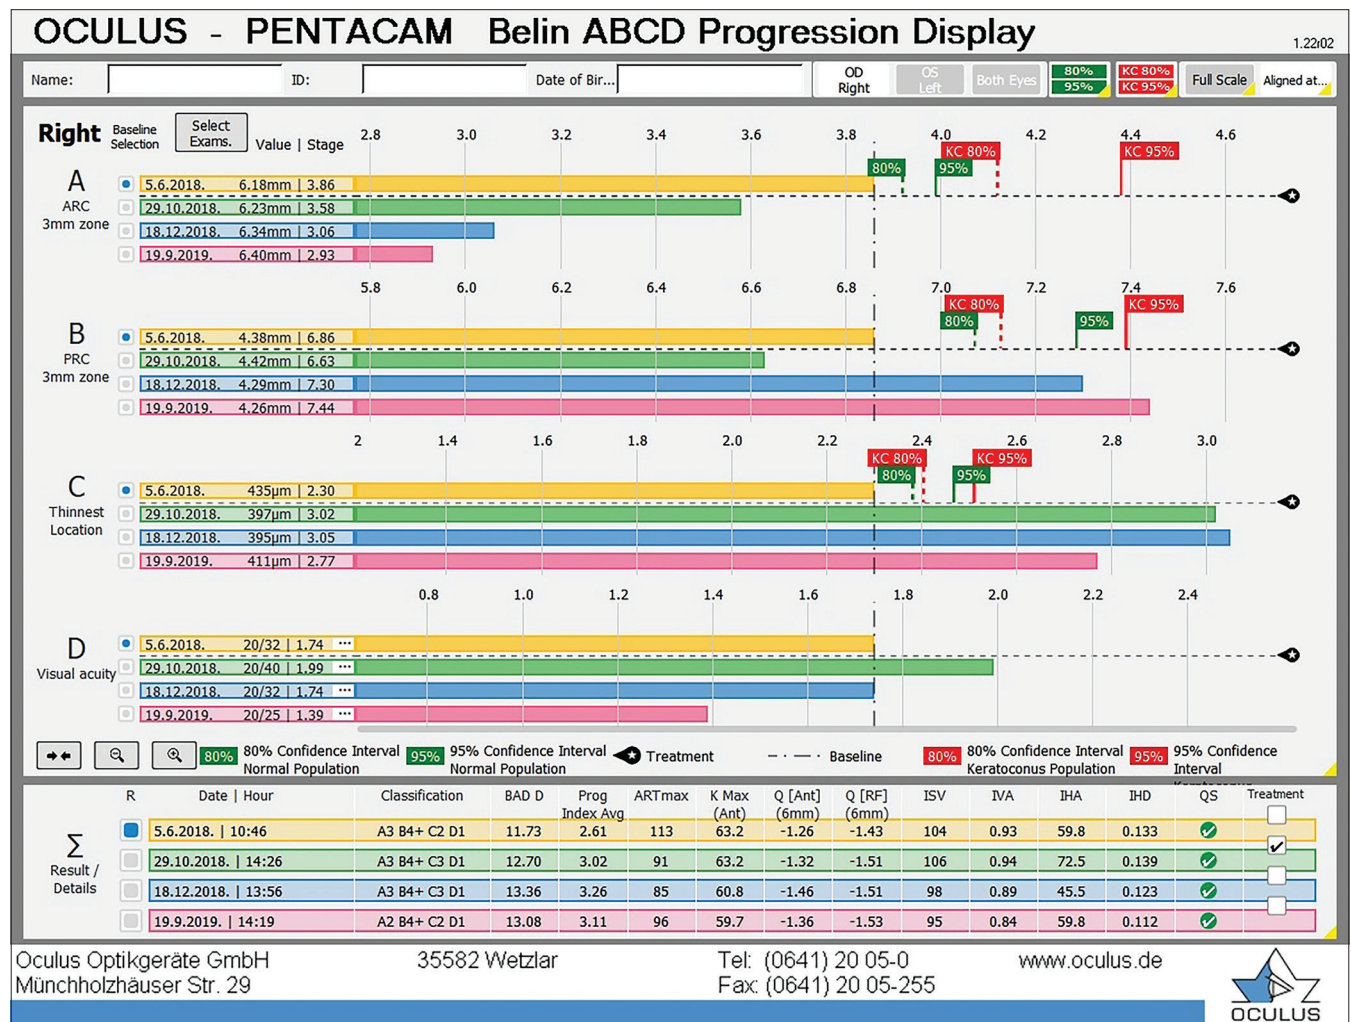 OCULUS - PENTACAM Belin ABCD Progression Display
1.22r02
Name: ID: Date of Bir... OD Right OS Left Both Eyes 80% 95% KC 80% KC 95% Full Scale Aligned at...
Right Baseline Selection Select Exams. Value | Stage 2.8 3.0 3.2 3.4 3.6 3.8 4.0 4.2 4.4 4.6
KC 80% KC 95%
80% 95%
A
ARC
3mm zone
5.6.2018. 6.18mm | 3.86
29.10.2018. 6.23mm | 3.58
18.12.2018. 6.34mm | 3.06
19.9.2019. 6.40mm | 2.93
5.8 6.0 6.2 6.4 6.6 6.8 7.0 7.2 7.4 7.6
KC 80% KC 95%
80% 95%
B
PRC
3mm zone
5.6.2018. 4.38mm | 6.86
29.10.2018. 4.42mm | 6.63
18.12.2018. 4.29mm | 7.30
19.9.2019. 4.26mm | 7.44
2 1.4 1.6 1.8 2.0 2.2 2.4 2.6 2.8 3.0
KC 80% KC 95%
80% 95%
C
Thinnest
Location
5.6.2018. 435µm | 2.30
29.10.2018. 397µm | 3.02
18.12.2018. 395µm | 3.05
19.9.2019. 411µm | 2.77
0.8 1.0 1.2 1.4 1.6 1.8 2.0 2.2 2.4
D
Visual acuity
5.6.2018. 20/32 | 1.74 ...
29.10.2018. 20/40 | 1.99 ...
18.12.2018. 20/32 | 1.74 ...
19.9.2019. 20/25 | 1.39 ...
80% 80% Confidence Interval Normal Population 95% 95% Confidence Interval Normal Population Treatment Baseline 80% 80% Confidence Interval Keratoconus Population 95% 95% Confidence Interval
R Date | Hour Classification BAD D Prog Index Avg ARTmax K Max (Ant) Q [Ant] (6mm) Q [RF] (6mm) ISV IVA IHA IHD QS Treatment
Σ
Result /
Details
5.6.2018. | 10:46 A3 B4+ C2 D1 11.73 2.61 113 63.2 -1.26 -1.43 104 0.93 59.8 0.133
29.10.2018. | 14:26 A3 B4+ C3 D1 12.70 3.02 91 63.2 -1.32 -1.51 106 0.94 72.5 0.139
18.12.2018. | 13:56 A3 B4+ C3 D1 13.36 3.26 85 60.8 -1.46 -1.51 98 0.89 45.5 0.123
19.9.2019. | 14:19 A2 B4+ C2 D1 13.08 3.11 96 59.7 -1.36 -1.53 95 0.84 59.8 0.112
Oculus Optikgeräte GmbH 35582 Wetzlar Tel: (0641) 20 05-0 www.oculus.de
Münchholzhäuser Str. 29 Fax: (0641) 20 05-255
OCULUS